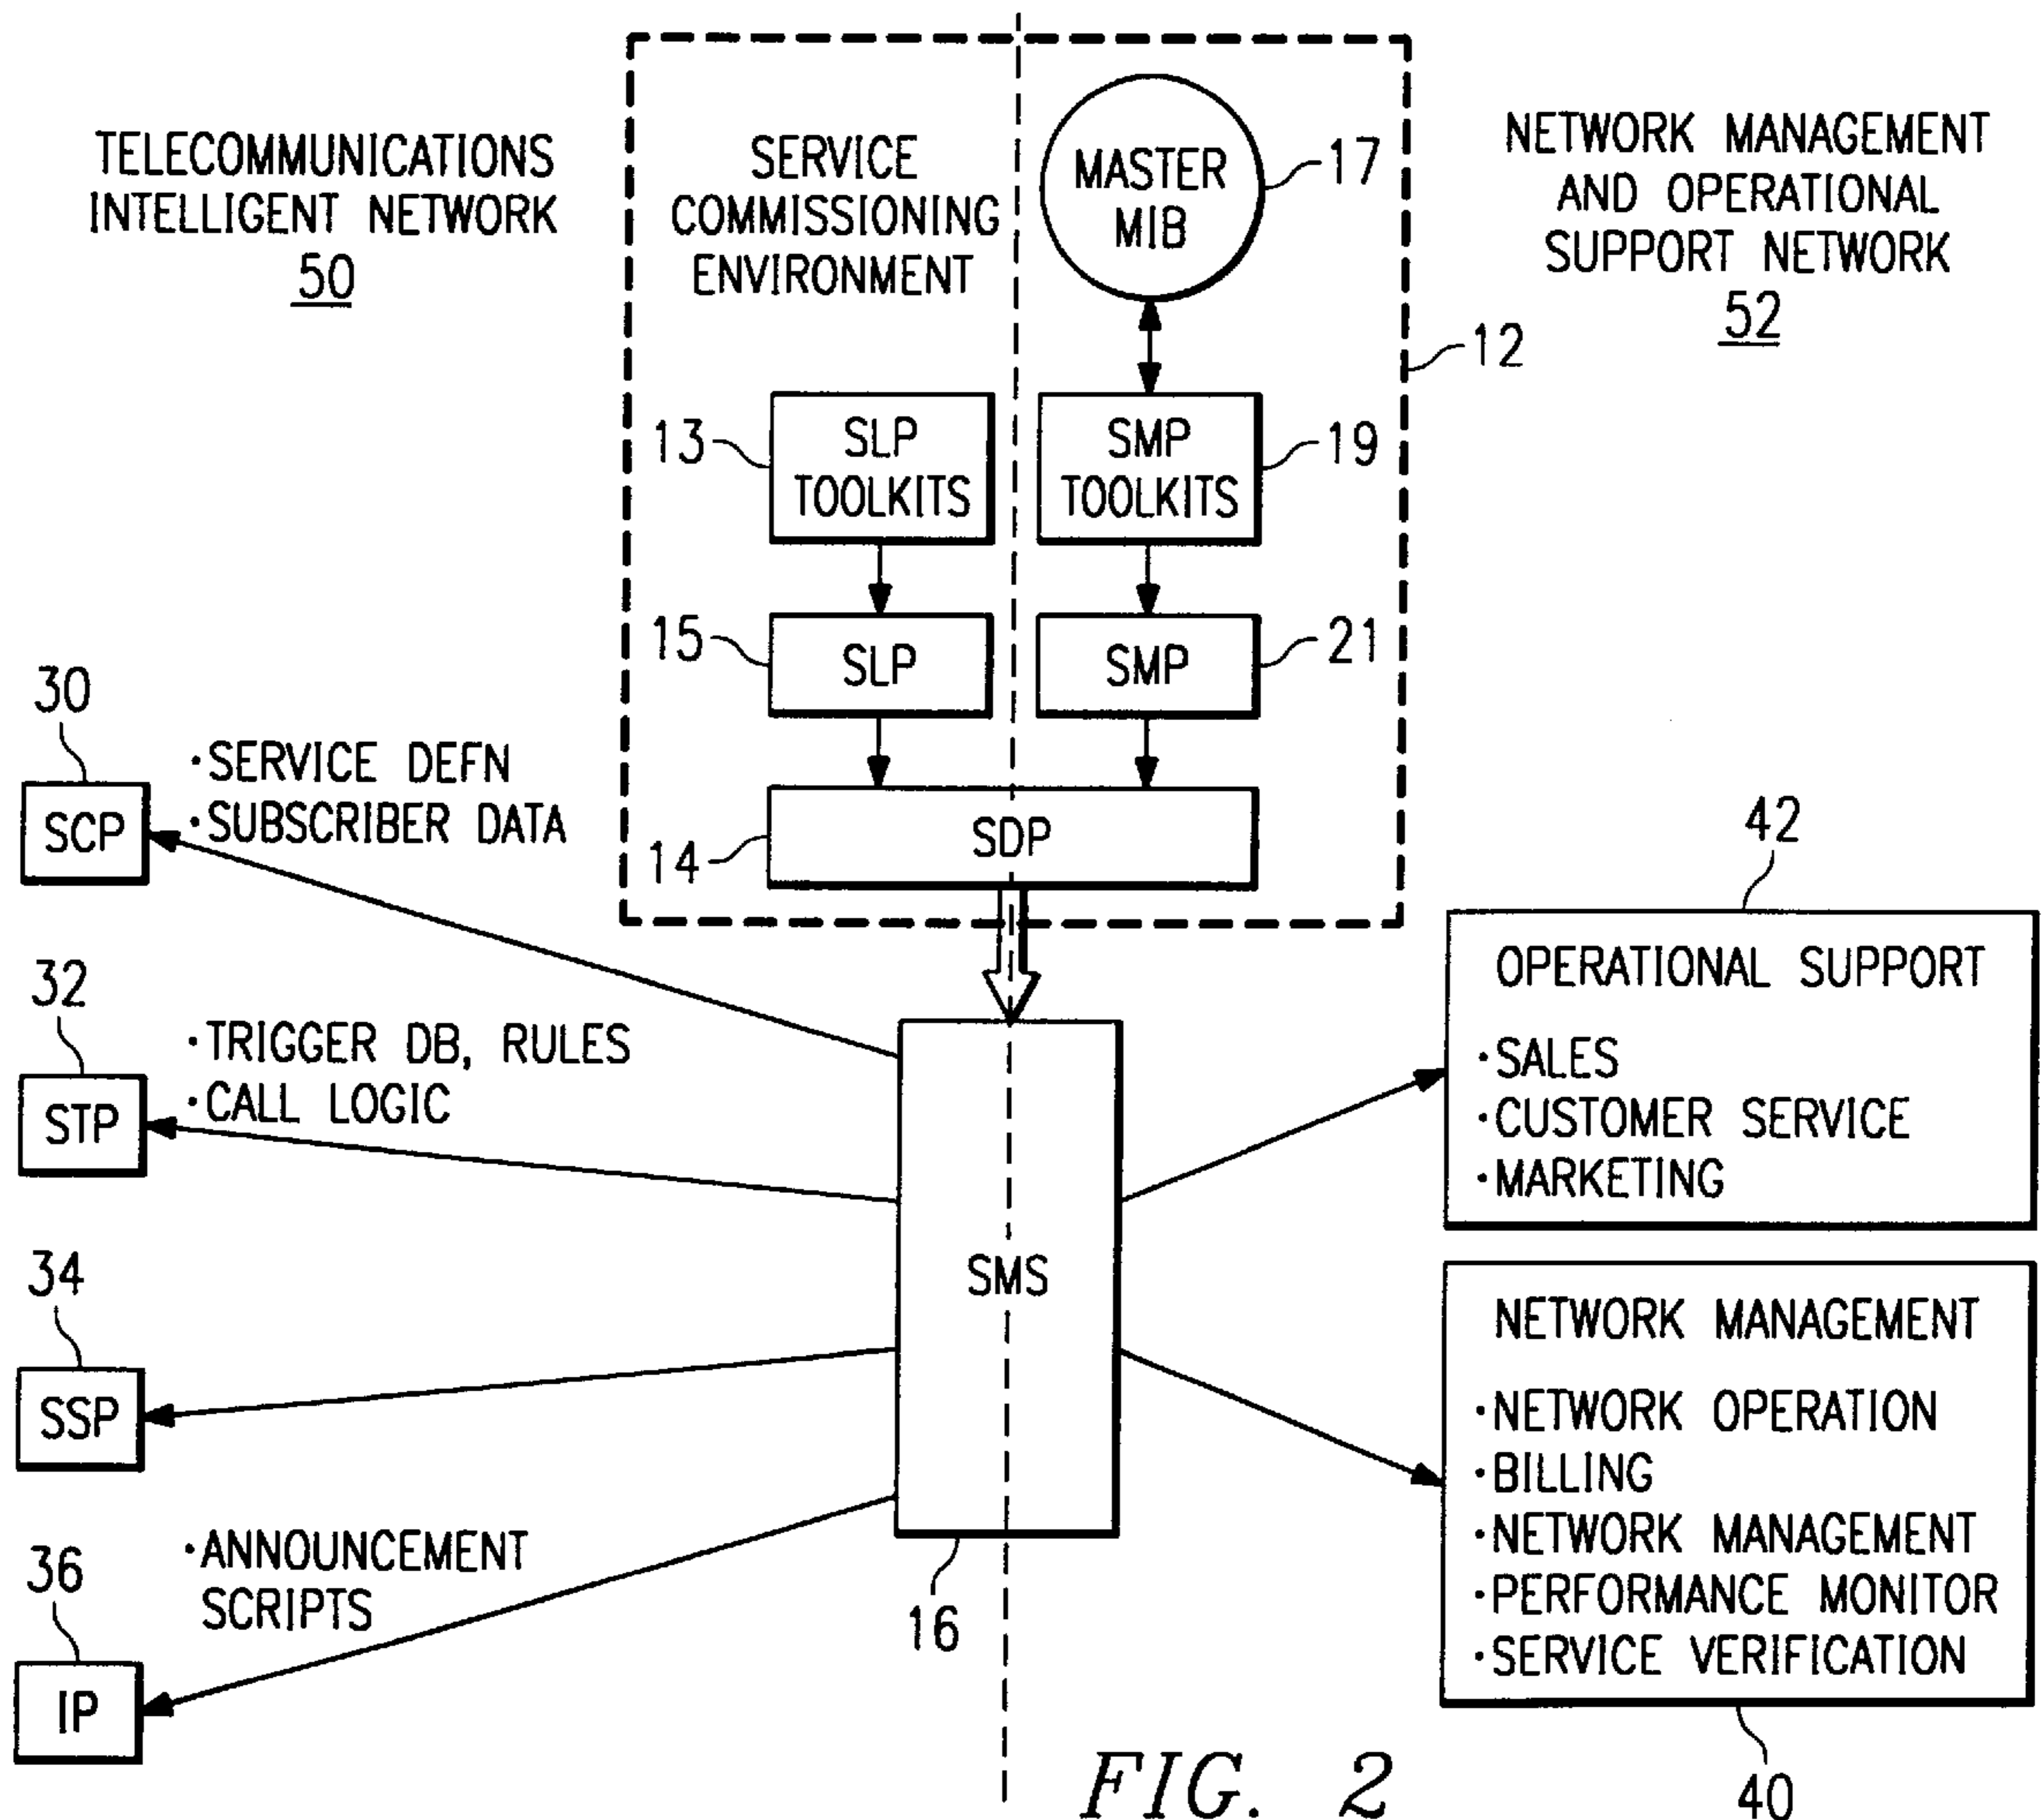 TELECOMMUNICATIONS
INTELLIGENT NETWORK
50
SERVICE
COMMISSIONING
ENVIRONMENT
MASTER
MIB
17
NETWORK MANAGEMENT
AND OPERATIONAL
SUPPORT NETWORK
52
12
13
SLP
TOOLKITS
SMP
TOOLKITS
19
15
SLP
SMP
21
14
SDP
30
SCP
·SERVICE DEFN
·SUBSCRIBER DATA
32
STP
·TRIGGER DB, RULES
·CALL LOGIC
34
SSP
36
IP
·ANNOUNCEMENT
SCRIPTS
SMS
16
42
OPERATIONAL SUPPORT
·SALES
·CUSTOMER SERVICE
·MARKETING
NETWORK MANAGEMENT
·NETWORK OPERATION
·BILLING
·NETWORK MANAGEMENT
·PERFORMANCE MONITOR
·SERVICE VERIFICATION
40
FIG. 2